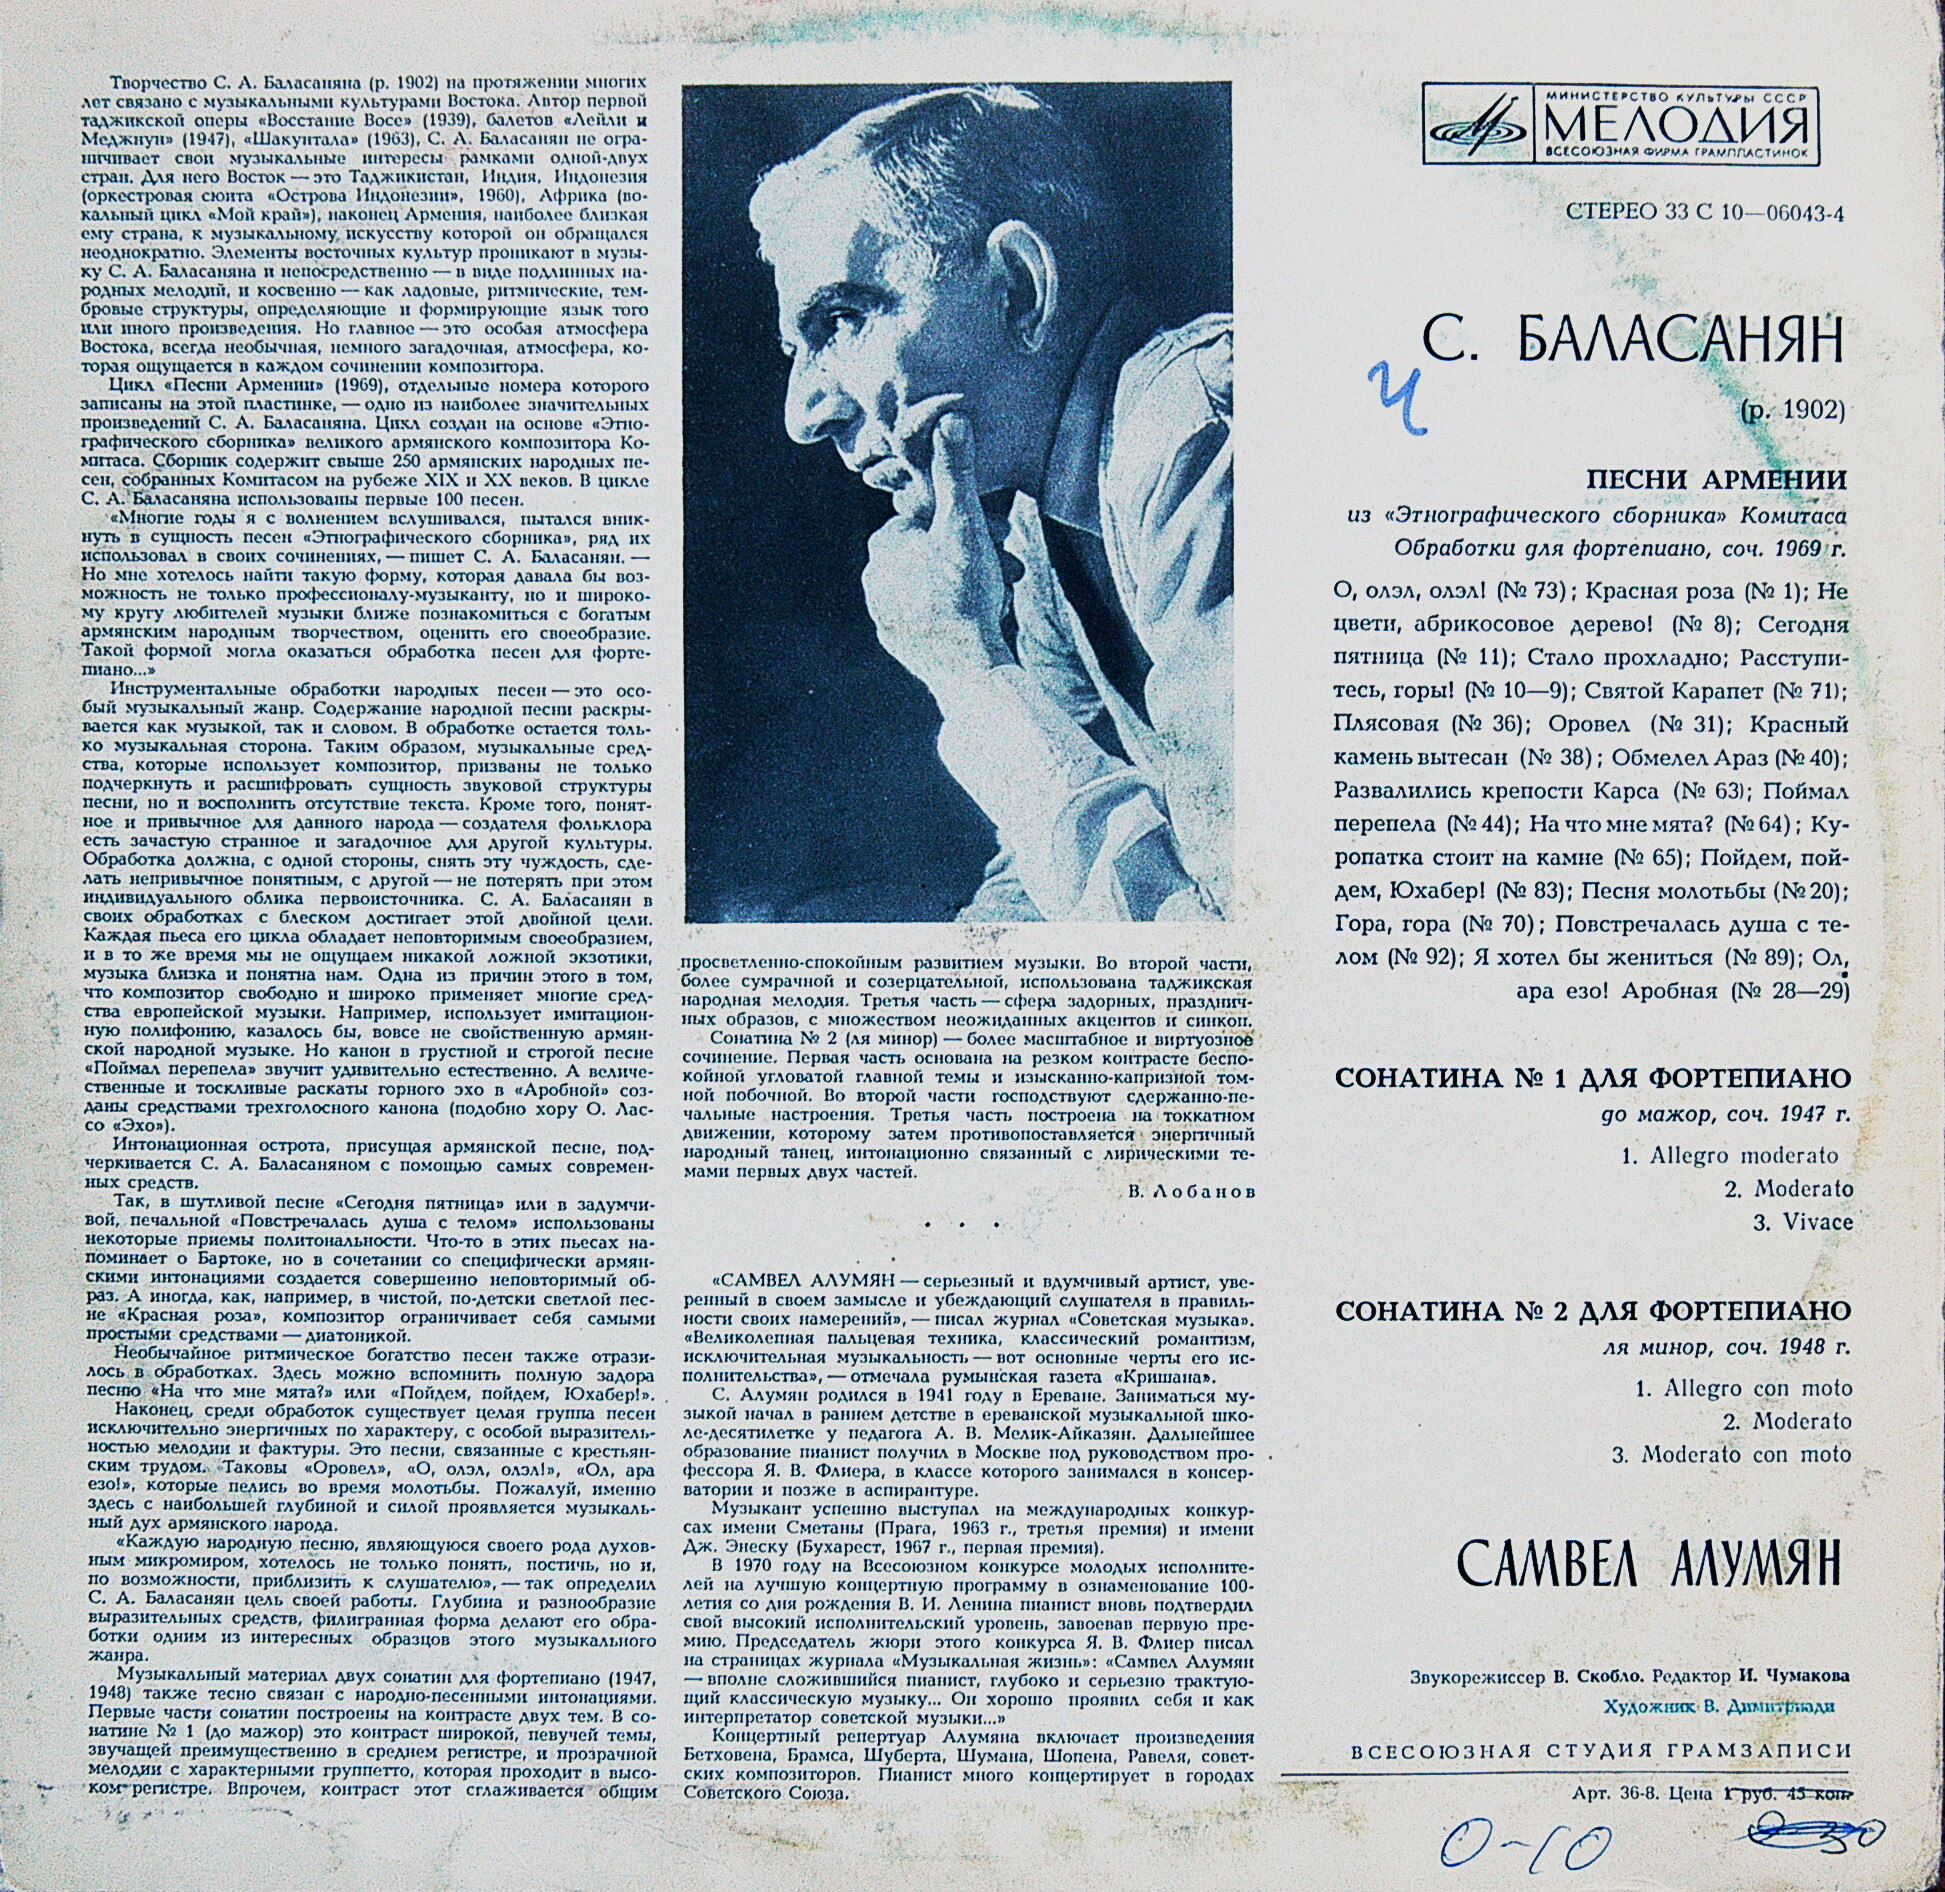 Творчество С. А. Баласаняна (р. 1902) на протяжении многих
лет связано с музыкальными культурами Востока. Автор первой
таджикской оперы «Восстание Восе» (1939), балетов «Лейли и
Меджнун» (1947), «Шакунтала» (1963), С. А. Баласанян не огра-
ничивает свои музыкальные интересы рамками одной-двух
стран. Для него Восток — это Таджикистан, Индия, Индонезия
(оркестровая сюита «Острова Индонезии», 1960), Африка (во-
кальный цикл «Мой край»), наконец Армения, наиболее близкая
ему страна, к музыкальному искусству которой он обращался
неоднократно. Элементы восточных культур проникают в музы-
ку С. А. Баласаняна и непосредственно — в виде подлинных на-
родных мелодий, и косвенно — как ладовые, ритмические, тем-
бровые структуры, определяющие и формирующие язык того
или иного произведения. Но главное — это особая атмосфера
Востока, всегда необычная, немного загадочная, атмосфера, ко-
торая ощущается в каждом сочинении композитора.
Цикл «Песни Армении» (1969), отдельные номера которого
записаны на этой пластинке, — одно из наиболее значительных
произведений С. А. Баласаняна. Цикл создан на основе «Этно-
графического сборника» великого армянского композитора Ко-
митаса. Сборник содержит свыше 250 армянских народных пе-
сен, собранных Комитасом на рубеже XIX и XX веков. В цикле
С. А. Баласаняна использованы первые 100 песен.
«Многие годы я с волнением вслушивался, пытался вник-
нуть в сущность песен «Этнографического сборника», ряд их
использовал в своих сочинениях, — пишет С. А. Баласанян. —
Но мне хотелось найти такую форму, которая давала бы воз-
можность не только профессионалу-музыканту, но и широко-
му кругу любителей музыки ближе познакомиться с богатым
армянским народным творчеством, оценить его своеобразие.
Такой формой могла оказаться обработка песен для форте-
пиано...»
Инструментальные обработки народных песен — это осо-
бый музыкальный жанр. Содержание народной песни раскры-
вается как музыкой, так и словом. В обработке остается толь-
ко музыкальная сторона. Таким образом, музыкальные сред-
ства, которые использует композитор, призваны не только
подчеркнуть и расшифровать сущность звуковой структуры
песни, но и восполнить отсутствие текста. Кроме того, понят-
ное и привычное для данного народа — создателя фольклора
есть зачастую странное и загадочное для другой культуры.
Обработка должна, с одной стороны, снять эту чуждость, сде-
лать непривычное понятным, с другой — не потерять при этом
индивидуального облика первоисточника. С. А. Баласанян в
своих обработках с блеском достигает этой двойной цели.
Каждая пьеса его цикла обладает неповторимым своеобразием,
и в то же время мы не ощущаем никакой ложной экзотики,
музыка близка и понятна нам. Одна из причин этого в том,
что композитор свободно и широко применяет многие сред-
ства европейской музыки. Например, использует имитацион-
ную полифонию, казалось бы, вовсе не свойственную армян-
ской народной музыке. Но канон в грустной и строгой песне
«Поймал перепела» звучит удивительно естественно. А величе-
ственные и тоскливые раскаты горного эхо в «Аробной» соз-
даны средствами трехголосного канона (подобно хору О. Лас-
со «Эхо»).
Интонационная острота, присущая армянской песне, под-
черкивается С. А. Баласаняном с помощью самых современ-
ных средств.
Так, в шутливой песне «Сегодня пятница» или в задумчи-
вой, печальной «Повстречалась душа с телом» использованы
некоторые приемы политональности. Что-то в этих пьесах на-
поминает о Бартоке, но в сочетании со специфически армян-
скими интонациями создается совершенно неповторимый об-
раз. А иногда, как, например, в чистой, по-детски светлой пес-
не «Красная роза», композитор ограничивает себя самыми
простыми средствами — диатоникой.
Необычайное ритмическое богатство песен также отрази-
лось в обработках. Здесь можно вспомнить полную задора
песню «На что мне мята?» или «Пойдем, пойдем, Юхабер!».
Наконец, среди обработок существует целая группа песен
исключительно энергичных по характеру, с особой выразитель-
ностью мелодии и фактуры. Это песни, связанные с крестьян-
ским трудом. Таковы «Оровел», «О, олэл, олэл!», «Ол, ара
езо!», которые пелись во время молотьбы. Пожалуй, именно
здесь с наибольшей глубиной и силой проявляется музыкаль-
ный дух армянского народа.
«Каждую народную песню, являющуюся своего рода духов-
ным микромиром, хотелось не только понять, постичь, но и,
по возможности, приблизить к слушателю», — так определил
С. А. Баласанян цель своей работы. Глубина и разнообразие
выразительных средств, филигранная форма делают его обра-
ботки одним из интересных образцов этого музыкального
жанра.
Музыкальный материал двух сонатин для фортепиано (1947,
1948) также тесно связан с народно-песенными интонациями.
Первые части сонатин построены на контрасте двух тем. В со-
натине № 1 (до мажор) это контраст широкой, певучей темы,
звучащей преимущественно в среднем регистре, и прозрачной
мелодии с характерными группетто, которая проходит в высо-
ком регистре. Впрочем, контраст этот сглаживается общим
просветленно-спокойным развитием музыки. Во второй части,
более сумрачной и созерцательной, использована таджикская
народная мелодия. Третья часть — сфера задорных, празднич-
ных образов, с множеством неожиданных акцентов и синкоп.
Сонатина № 2 (ля минор) — более масштабное и виртуозное
сочинение. Первая часть основана на резком контрасте беспо-
койной угловатой главной темы и изысканно-капризной том-
ной побочной. Во второй части господствуют сдержанно-пе-
чальные настроения. Третья часть построена на токкатном
движении, которому затем противопоставляется энергичный
народный танец, интонационно связанный с лирическими те-
мами первых двух частей.
В. Лобанов
. . .
«САМВЕЛ АЛУМЯН — серьезный и вдумчивый артист, уве-
ренный в своем замысле и убеждающий слушателя в правиль-
ности своих намерений», — писал журнал «Советская музыка».
«Великолепная пальцевая техника, классический романтизм,
исключительная музыкальность — вот основные черты его ис-
полнительства», — отмечала румынская газета «Кришана».
С. Алумян родился в 1941 году в Ереване. Заниматься му-
зыкой начал в раннем детстве в ереванской музыкальной шко-
ле-десятилетке у педагога А. В. Мелик-Айказян. Дальнейшее
образование пианист получил в Москве под руководством про-
фессора Я. В. Флиера, в классе которого занимался в консер-
ватории и позже в аспирантуре.
Музыкант успешно выступал на международных конкур-
сах имени Сметаны (Прага, 1963 г., третья премия) и имени
Дж. Энеску (Бухарест, 1967 г., первая премия).
В 1970 году на Всесоюзном конкурсе молодых исполните-
лей на лучшую концертную программу в ознаменование 100-
летия со дня рождения В. И. Ленина пианист вновь подтвердил
свой высокий исполнительский уровень, завоевав первую пре-
мию. Председатель жюри этого конкурса Я. В. Флиер писал
на страницах журнала «Музыкальная жизнь»: «Самвел Алумян
— вполне сложившийся пианист, глубоко и серьезно трактую-
щий классическую музыку... Он хорошо проявил себя и как
интерпретатор советской музыки...»
Концертный репертуар Алумяна включает произведения
Бетховена, Брамса, Шуберта, Шумана, Шопена, Равеля, совет-
ских композиторов. Пианист много концертирует в городах
Советского Союза.
МИНИСТЕРСТВО КУЛЬТУРЫ СССР
МЕЛОДИЯ
ВСЕСОЮЗНАЯ ФИРМА ГРАМПЛАСТИНОК
СТЕРЕО 33 С 10—06043-4
С. БАЛАСАНЯН
(р. 1902)
ПЕСНИ АРМЕНИИ
из «Этнографического сборника» Комитаса
Обработки для фортепиано, соч. 1969 г.
О, олэл, олэл! (№ 73); Красная роза (№ 1); Не
цвети, абрикосовое дерево! (№ 8); Сегодня
пятница (№ 11); Стало прохладно; Расступи-
тесь, горы! (№ 10—9); Святой Карапет (№ 71);
Плясовая (№ 36); Оровел (№ 31); Красный
камень вытесан (№ 38); Обмелел Араз (№ 40);
Развалились крепости Карса (№ 63); Поймал
перепела (№ 44); На что мне мята? (№ 64); Ку-
ропатка стоит на камне (№ 65); Пойдем, пой-
дем, Юхабер! (№ 83); Песня молотьбы (№ 20);
Гора, гора (№ 70); Повстречалась душа с те-
лом (№ 92); Я хотел бы жениться (№ 89); Ол,
ара езо! Аробная (№ 28—29)
СОНАТИНА № 1 ДЛЯ ФОРТЕПИАНО
до мажор, соч. 1947 г.
1. Allegro moderato
2. Moderato
3. Vivace
СОНАТИНА № 2 ДЛЯ ФОРТЕПИАНО
ля минор, соч. 1948 г.
1. Allegro con moto
2. Moderato
3. Moderato con moto
САМВЕЛ АЛУМЯН
Звукорежиссер В. Скобло. Редактор И. Чумакова
Художник В. Димитриади
ВСЕСОЮЗНАЯ СТУДИЯ ГРАМЗАПИСИ
Арт. 36-8. Цена 1 руб. 45 коп.
0-10